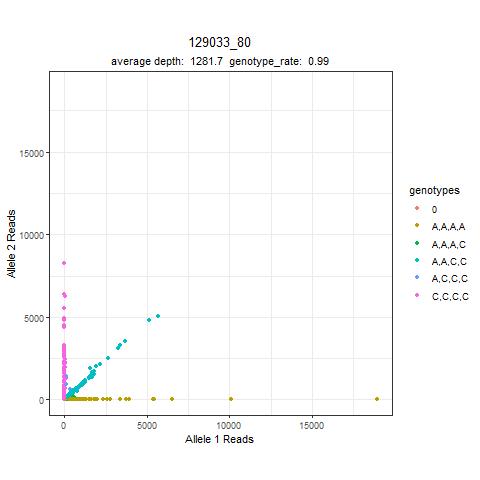 129033_80
average depth:  1281.7  genotype_rate:  0.99
15000
10000
5000
0
Allele 2 Reads
0
5000
10000
15000
Allele 1 Reads
genotypes
0
A,A,A,A
A,A,A,C
A,A,C,C
A,C,C,C
C,C,C,C